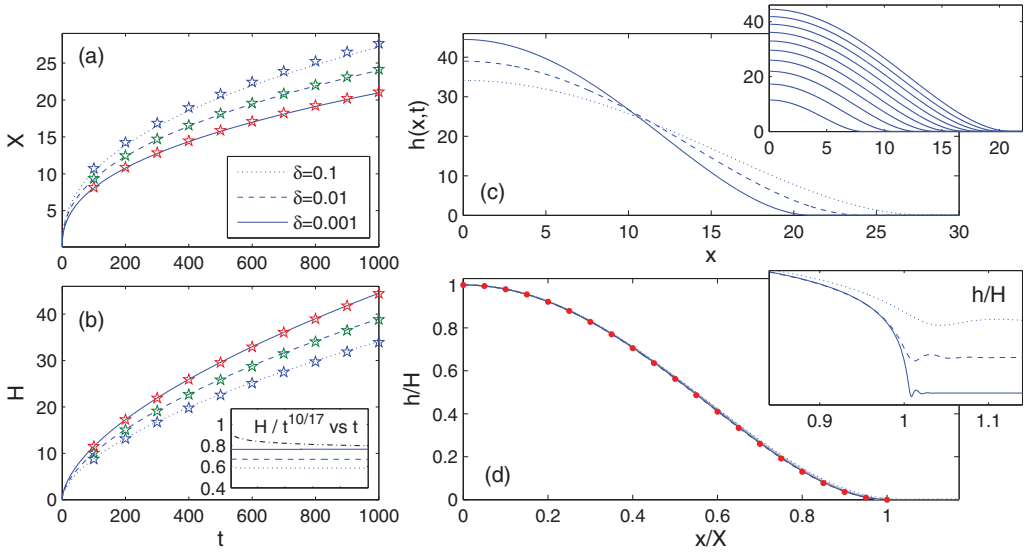 (a)
X
25
20
15
10
5
0 200 400 600 800 1000
δ=0.1
δ=0.01
δ=0.001
(b)
H
40
30
20
10
0
0 200 400 600 800 1000
t
H / t^{10/17} vs t
1
0.8
0.6
0.4
(c)
h(x,t)
40
30
20
10
0
0 5 10 15 20 25 30
x
40
20
0
0 5 10 15 20
(d)
h/H
1
0.8
0.6
0.4
0.2
0
0 0.2 0.4 0.6 0.8 1
x/X
h/H
0.9 1 1.1